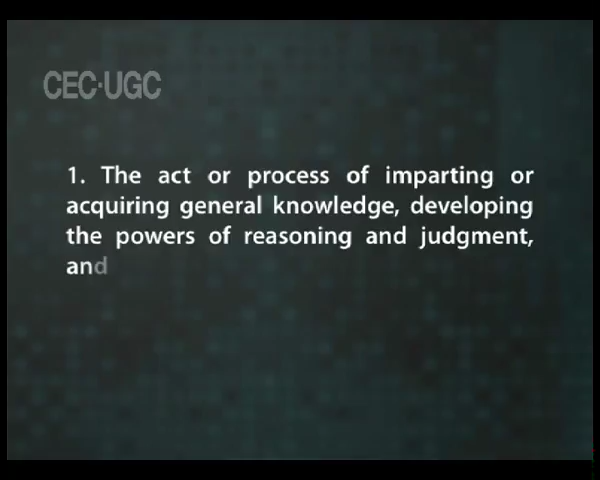 CEC-UGC
1. The act or process of imparting or
acquiring general knowledge, developing
the powers of reasoning and judgment,
and